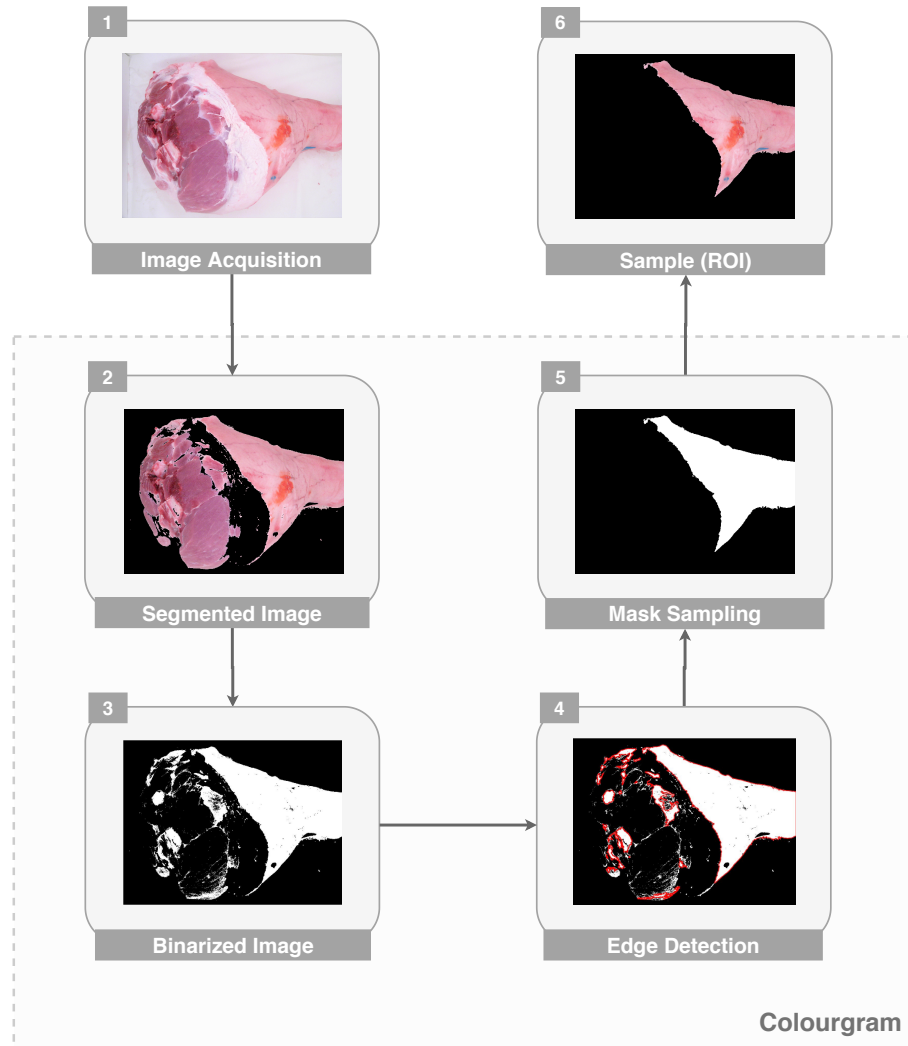 1
Image Acquisition
2
Segmented Image
3
Binarized Image
4
Edge Detection
5
Mask Sampling
6
Sample (ROI)
Colourgram